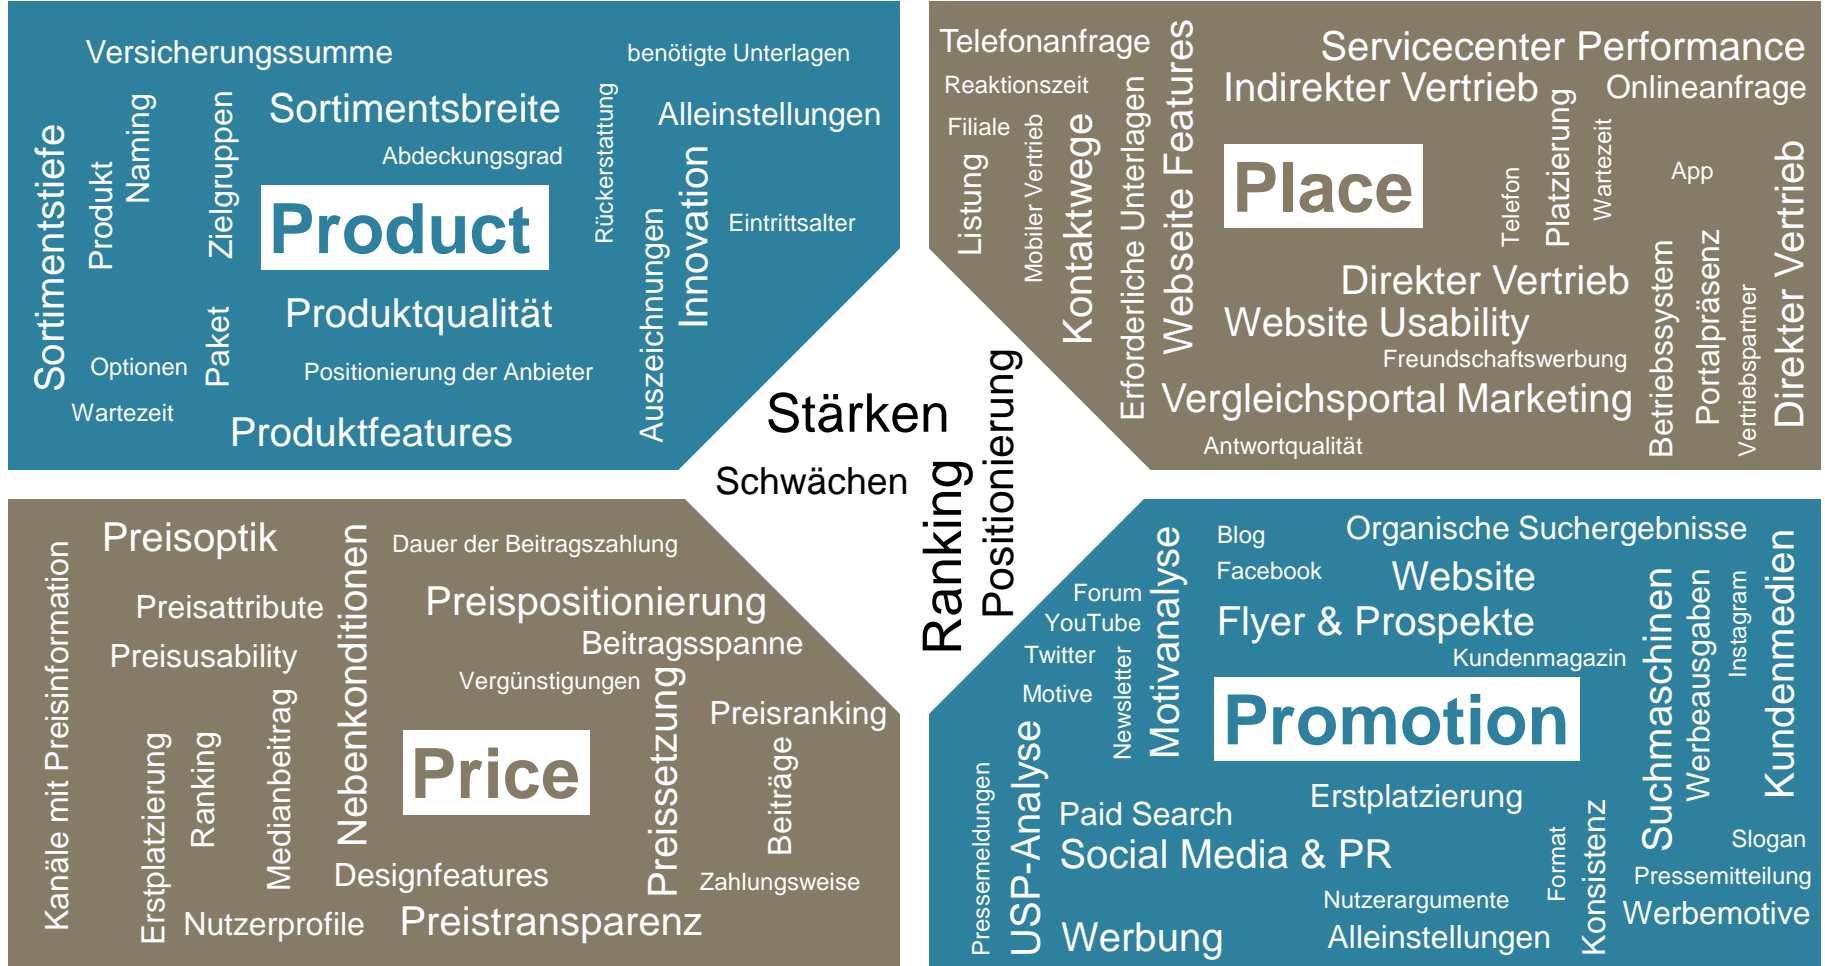 Versicherungssumme
benötigte Unterlagen
Sortimentsbreite
Alleinstellungen
Abdeckungsgrad
Sortimentstiefe
Produkt
Naming
Zielgruppen
Rückerstattung
Innovation
Product
Eintrittsalter
Auszeichnungen
Produktqualität
Paket
Optionen
Positionierung der Anbieter
Wartezeit
Produktfeatures
Telefonanfrage
Servicecenter Performance
Reaktionszeit
Indirekter Vertrieb
Onlineanfrage
Filiale
Listung
Mobiler Vertrieb
Kontaktwege
Erforderliche Unterlagen
Webseite Features
Place
Telefon
Platzierung
Wartezeit
App
Direkter Vertrieb
Direkter Vertrieb
Website Usability
Freundschaftswerbung
Vergleichsportal Marketing
Betriebssystem
Portalpräsenz
Vertriebspartner
Antwortqualität
Stärken
Schwächen
Ranking
Positionierung
Preisoptik
Dauer der Beitragszahlung
Kanäle mit Preisinformation
Preisattribute
Nebenkonditionen
Preispositionierung
Preisusability
Beitragsspanne
Vergünstigungen
Medianbeitrag
Preissetzung
Preisranking
Erstplatzierung
Ranking
Price
Beiträge
Designfeatures
Zahlungsweise
Nutzerprofile
Preistransparenz
Blog
Organische Suchergebnisse
Facebook
Website
Forum
YouTube
Twitter
Motive
Newsletter
Motivanalyse
Flyer & Prospekte
Kundenmagazin
Suchmaschinen
Werbeausgaben
Instagram
Kundenmedien
Promotion
Pressemeldungen
USP-Analyse
Erstplatzierung
Paid Search
Social Media & PR
Format
Konsistenz
Slogan
Pressemitteilung
Nutzerargumente
Werbemotive
Werbung
Alleinstellungen